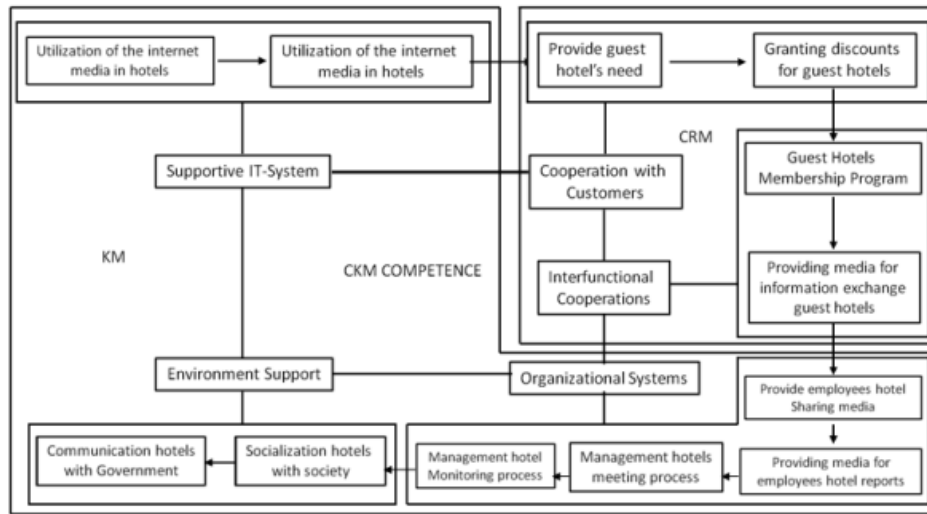 Utilization of the internet
media in hotels
Utilization of the internet
media in hotels
Provide guest
hotel's need
Granting discounts
for guest hotels
CRM
Supportive IT-System
Cooperation with
Customers
Guest Hotels
Membership Program
KM
CKM COMPETENCE
Interfunctional
Cooperations
Providing media for
information exchange
guest hotels
Environment Support
Organizational Systems
Provide employees hotel
Sharing media
Communication hotels
with Government
Socialization hotels
with society
Management hotel
Monitoring process
Management hotels
meeting process
Providing media for
employees hotel reports